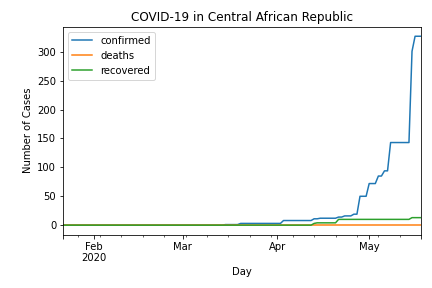 COVID-19 in Central African Republic
confirmed
deaths
recovered
Number of Cases
300
250
200
150
100
50
0
Feb
2020
Mar
Apr
May
Day